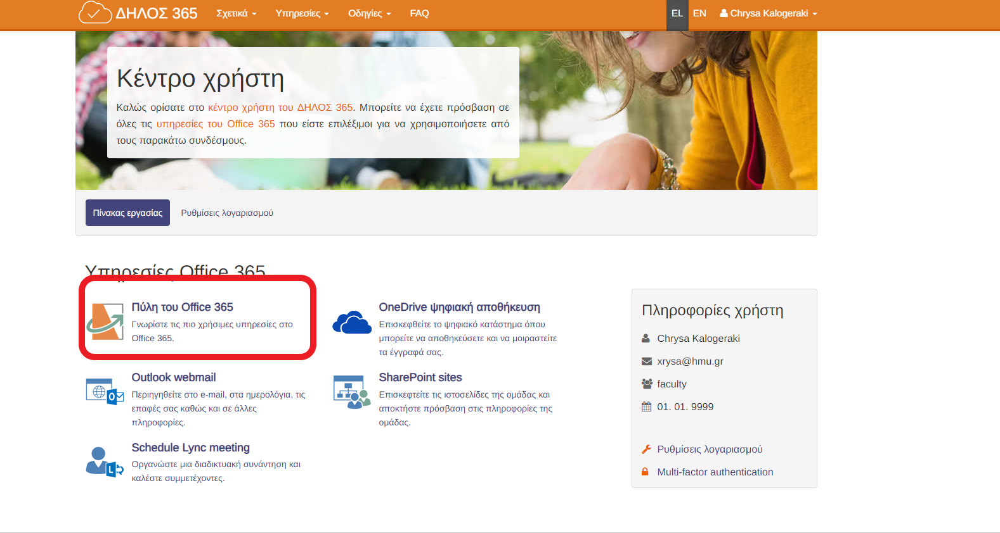 ΔΗΛΟΣ 365
Σχετικά
Υπηρεσίες
Οδηγίες
FAQ
EL
EN
Chrysa Kalogeraki
Κέντρο χρήστη
Καλώς ορίσατε στο κέντρο χρήστη του ΔΗΛΟΣ 365. Μπορείτε να έχετε πρόσβαση σε
όλες τις υπηρεσίες του Office 365 που είστε επιλέξιμοι για να χρησιμοποιήσετε από
τους παρακάτω συνδέσμους.
Πίνακας εργασίας
Ρυθμίσεις λογαριασμού
Υπηρεσίες Office 365
Πύλη του Office 365
Γνωρίστε τις πιο χρήσιμες υπηρεσίες στο
Office 365.
OneDrive ψηφιακή αποθήκευση
Επισκεφθείτε το ψηφιακό κατάστημα όπου
μπορείτε να αποθηκεύσετε και να μοιραστείτε
τα έγγραφά σας.
Outlook webmail
Περιηγηθείτε στο e-mail, στα ημερολόγια, τις
επαφές σας καθώς και σε άλλες
πληροφορίες.
SharePoint sites
Επισκεφτείτε τις ιστοσελίδες της ομάδας και
αποκτήστε πρόσβαση στις πληροφορίες της
ομάδας.
Schedule Lync meeting
Οργανώστε μια διαδικτυακή συνάντηση και
καλέστε συμμετέχοντες.
Πληροφορίες χρήστη
Chrysa Kalogeraki
xrysa@hmu.gr
faculty
01. 01. 9999
Ρυθμίσεις λογαριασμού
Multi-factor authentication